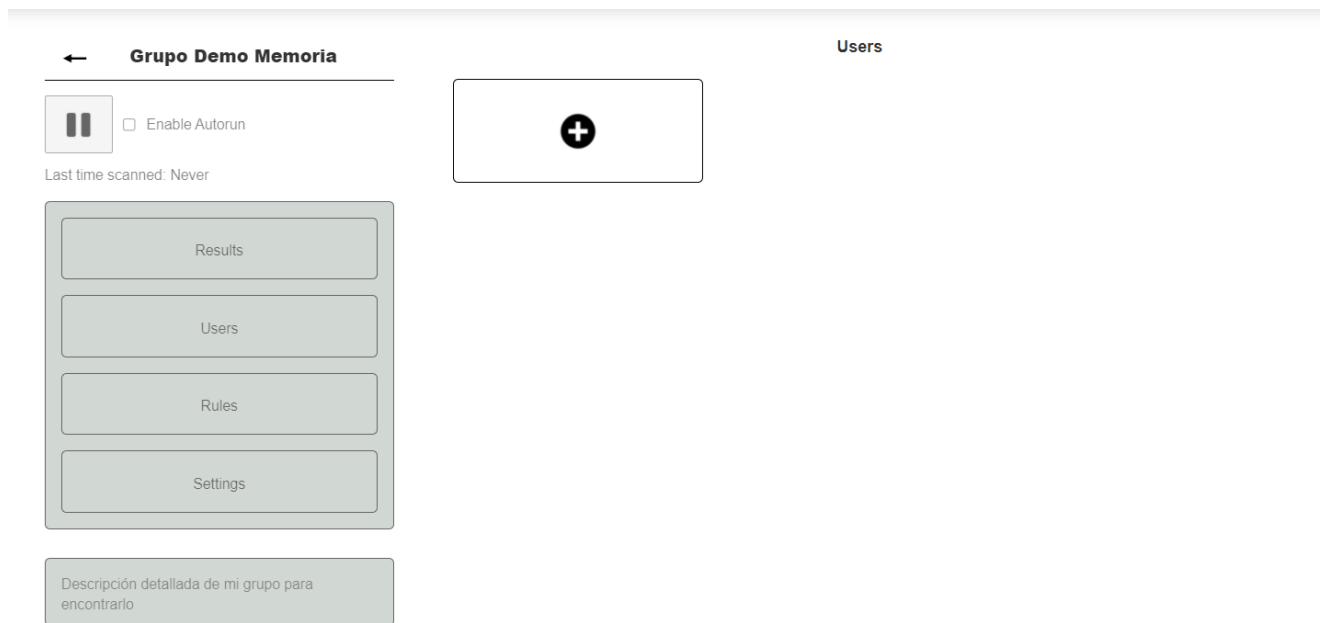 Grupo Demo Memoria
Enable Autorun
Last time scanned: Never
Results
Users
Rules
Settings
Descripción detallada de mi grupo para
encontrarlo
Users